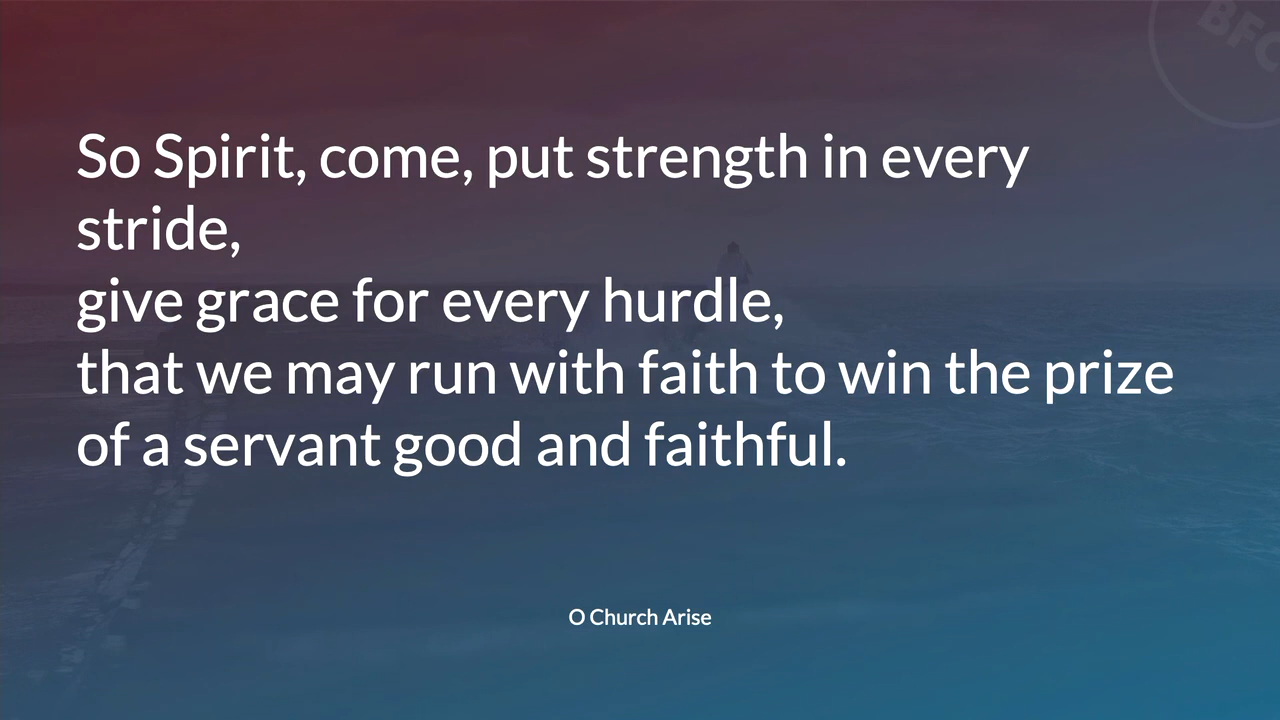 BFC
So Spirit, come, put strength in every
stride,
give grace for every hurdle,
that we may run with faith to win the prize
of a servant good and faithful.
O Church Arise